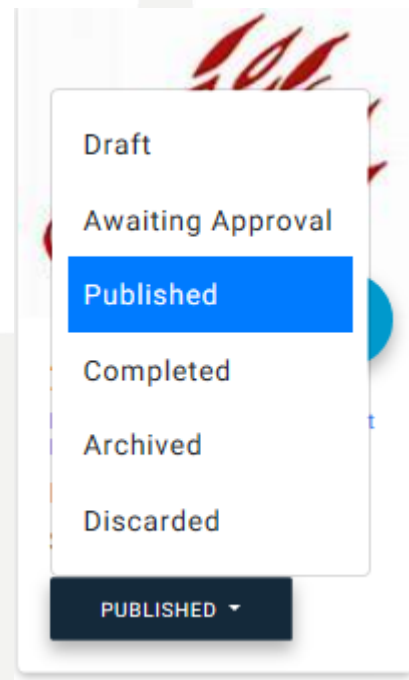 Draft
Awaiting Approval
Published
Completed
Archived
Discarded
PUBLISHED